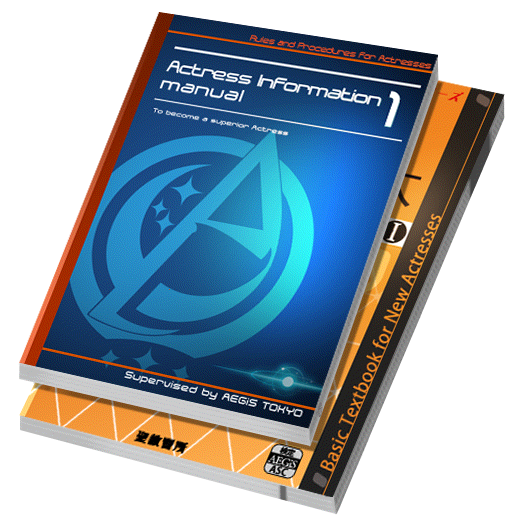 Rules and Procedures For Actresses
Actress Information
manual
1
To become a superior Actress
Supervised by AEGiS TOKYO
ス
I
Basic Textbook for New Actresses
AEGiS
ASC